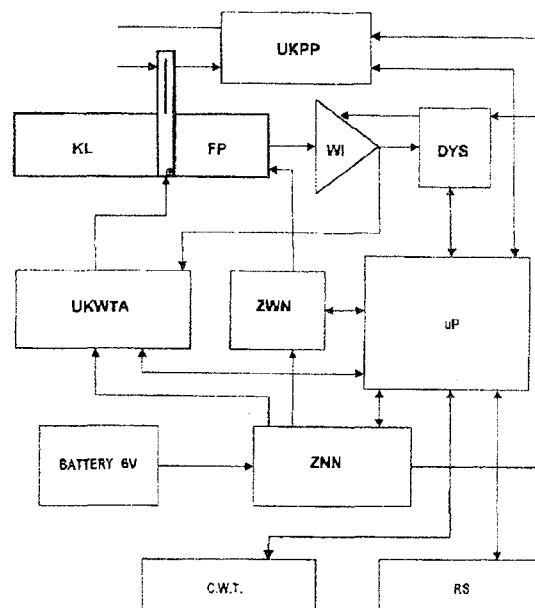 UKPP
KL
FP
WI
DYS
UKWTA
ZWN
uP
BATTERY 6V
ZNN
C.W.T.
RS